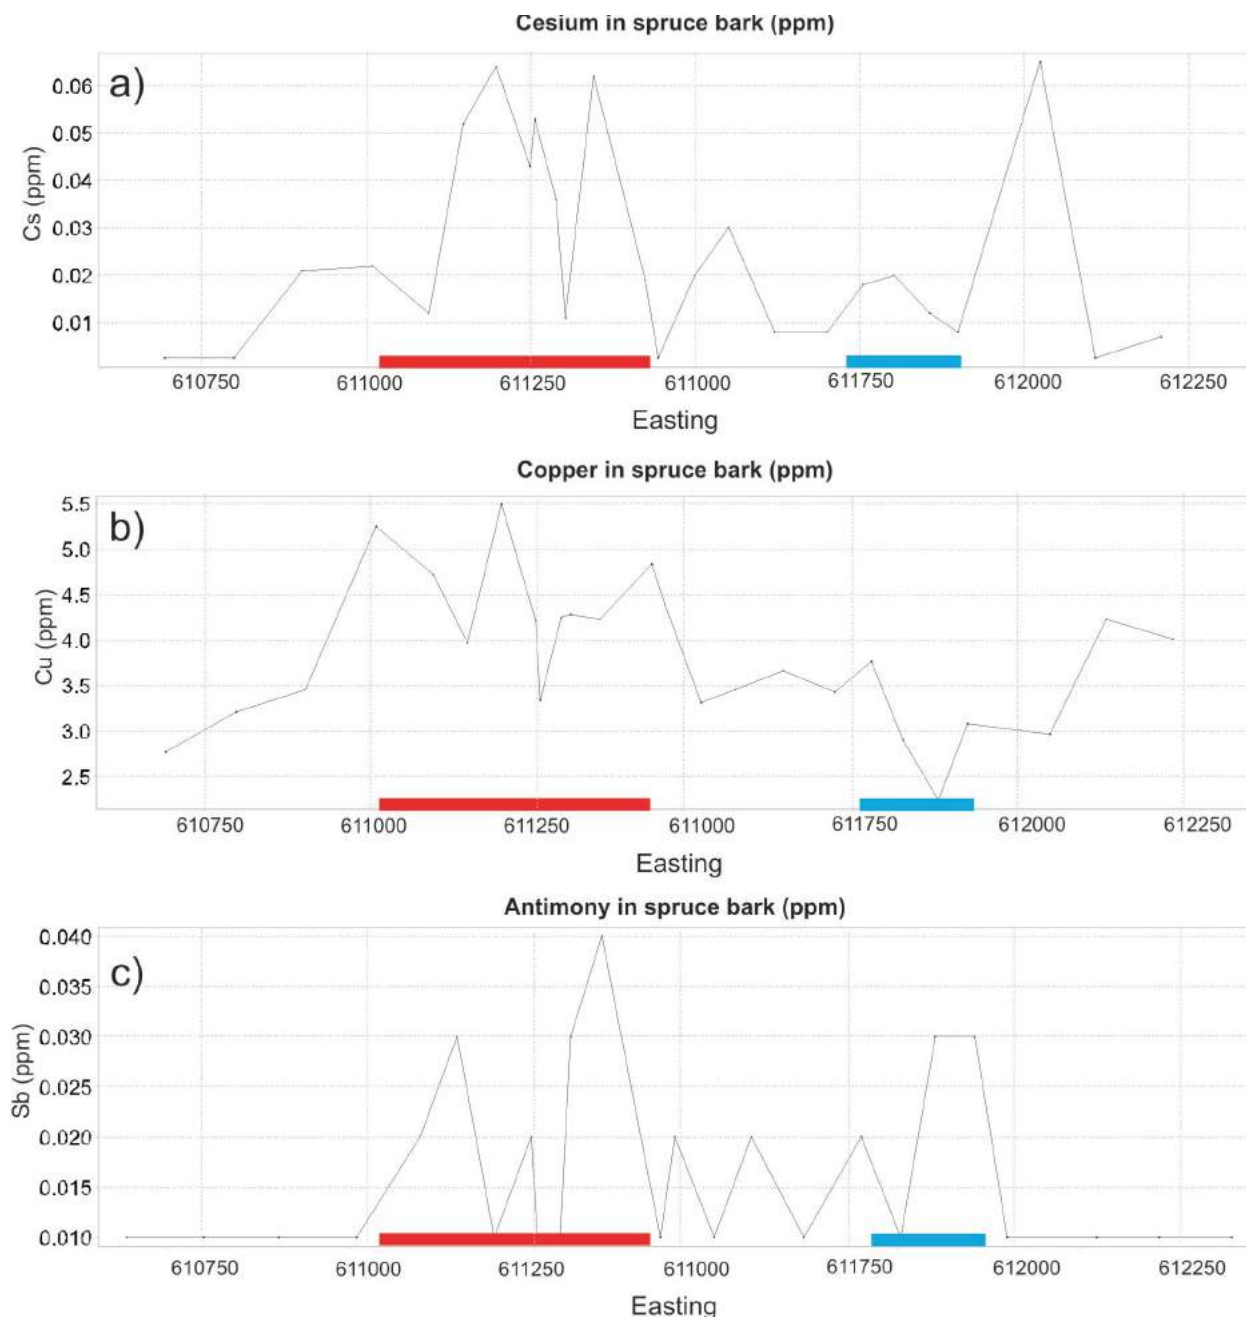 Cesium in spruce bark (ppm)
a)
0.06
0.05
0.04
0.03
0.02
0.01
Cs (ppm)
610750 611000 611250 611000 611750 612000 612250
Easting
Copper in spruce bark (ppm)
b)
5.5
5.0
4.5
4.0
3.5
3.0
2.5
Cu (ppm)
610750 611000 611250 611000 611750 612000 612250
Easting
Antimony in spruce bark (ppm)
c)
0.040
0.035
0.030
0.025
0.020
0.015
0.010
Sb (ppm)
610750 611000 611250 611000 611750 612000 612250
Easting